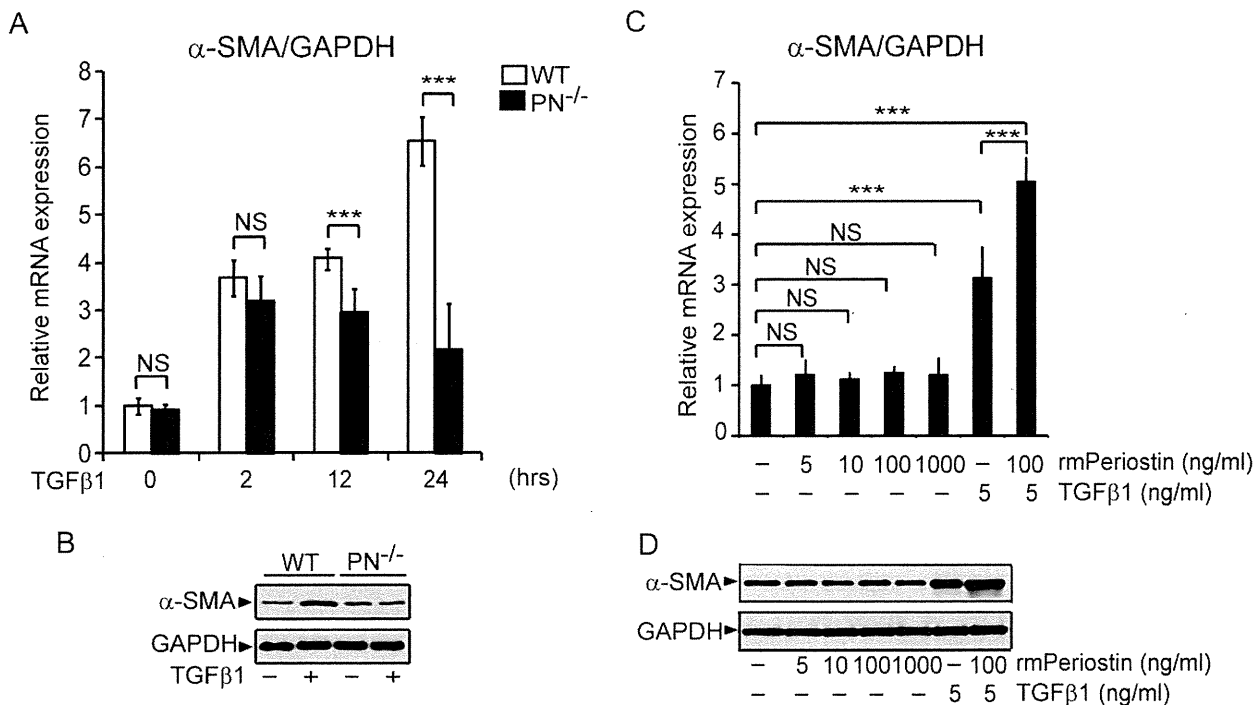 A
α-SMA/GAPDH
WT
PN-/-
Relative mRNA expression
8
7
6
5
4
3
2
1
0
NS
NS
***
***
TGFβ1 0 2 12 24 (hrs)
B
WT PN-/-
α-SMA
GAPDH
TGFβ1 – + – +
C
α-SMA/GAPDH
Relative mRNA expression
7
6
5
4
3
2
1
0
***
***
***
NS
NS
NS
NS
– 5 10 100 1000 – 100 rmPeriostin (ng/ml)
– – – – – 5 5 TGFβ1 (ng/ml)
D
α-SMA
GAPDH
– 5 10 100 1000 – 100 rmPeriostin (ng/ml)
– – – – – 5 5 TGFβ1 (ng/ml)